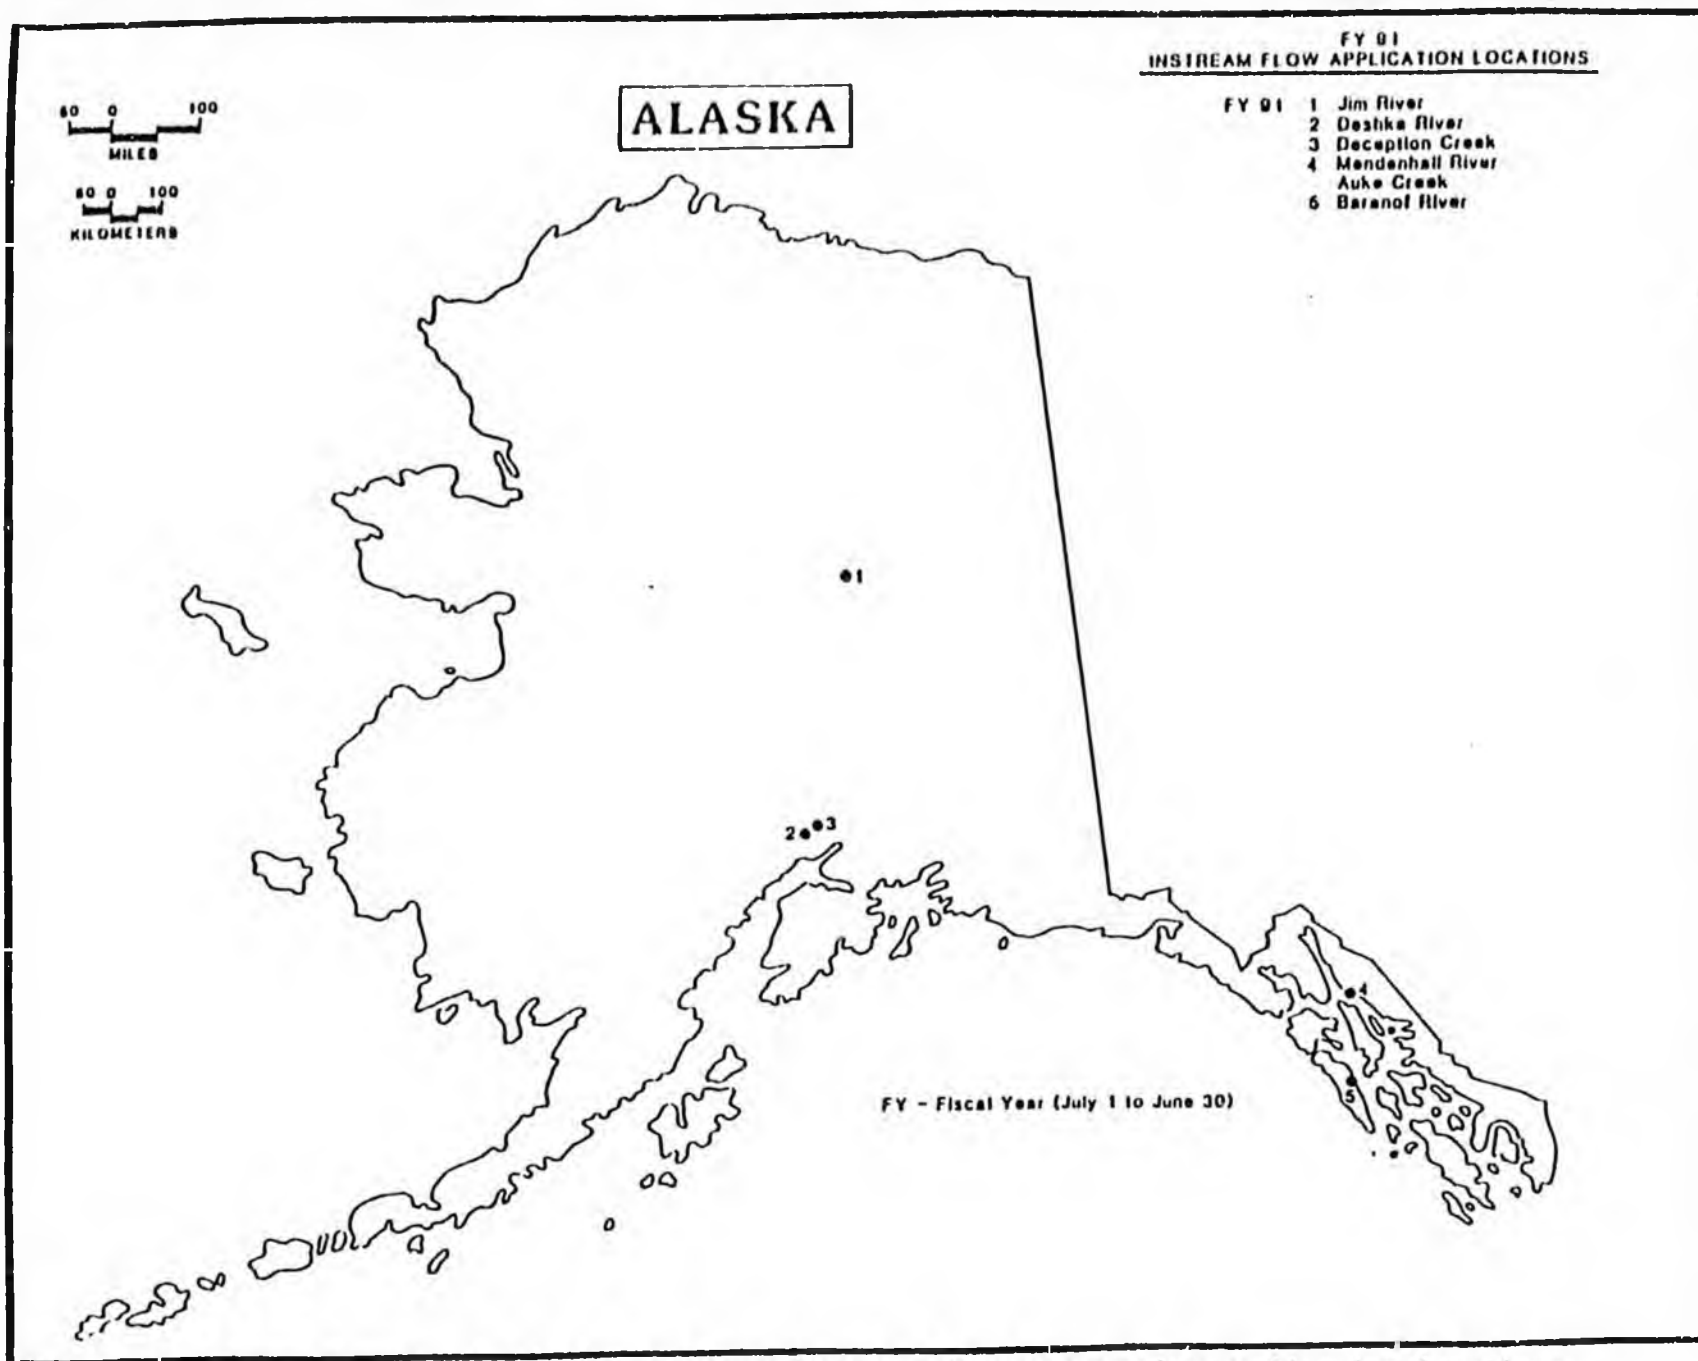 FY 91
INSTREAM FLOW APPLICATION LOCATIONS
ALASKA
60 0 100
MILES
60 0 100
KILOMETERS
FY 91 1 Jim River
2 Deshka River
3 Deception Creek
4 Mendenhall River
Auke Creek
5 Baranof River
1
2 3
4
5
FY - Fiscal Year (July 1 to June 30)